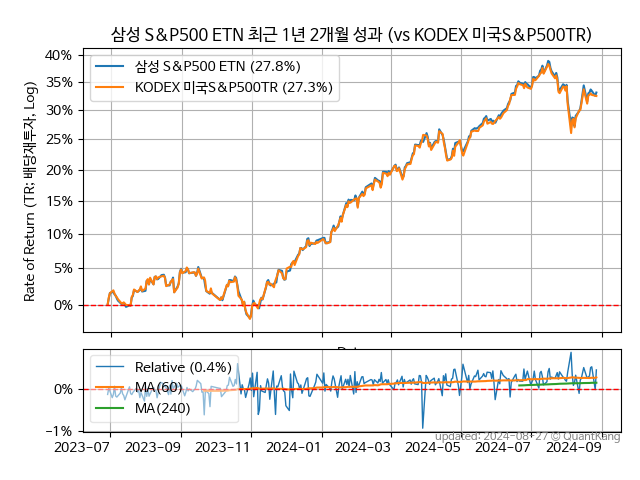 삼성 S&P500 ETN 최근 1년 2개월 성과 (vs KODEX 미국S&P500TR)
Rate of Return (TR: 배당재투자, Log)
40%
35%
30%
25%
20%
15%
10%
5%
0%
삼성 S&P500 ETN (27.8%)
KODEX 미국S&P500TR (27.3%)
0%
−1%
Relative (0.4%)
MA(60)
MA(240)
updated: 2024-08-27 © QuantKang
2023-07 2023-09 2023-11 2024-01 2024-03 2024-05 2024-07 2024-09